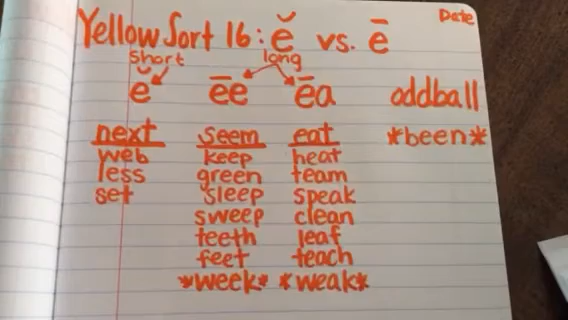 Date
Yellow Sort 16: ĕ vs. ē
short long
ĕ ēe ēa oddball
next seem eat *been*
web keep heat
less green team
set sleep speak
sweep clean
teeth leaf
feet teach
*week* *weak*